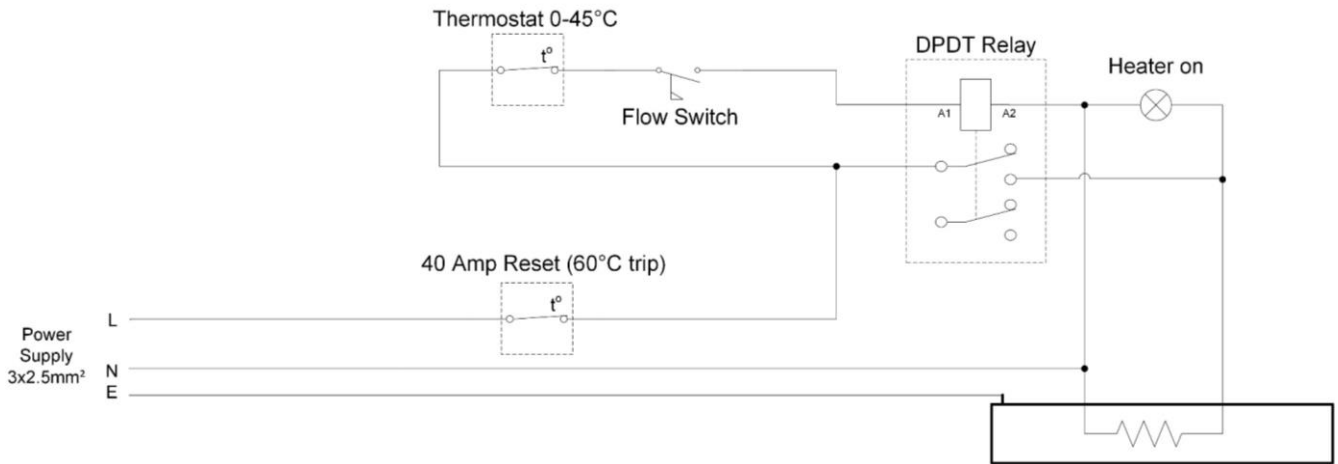 Thermostat 0-45°C
t°
DPDT Relay
Heater on
Flow Switch
A1
A2
40 Amp Reset (60°C trip)
t°
L
Power
Supply
3x2.5mm²
N
E